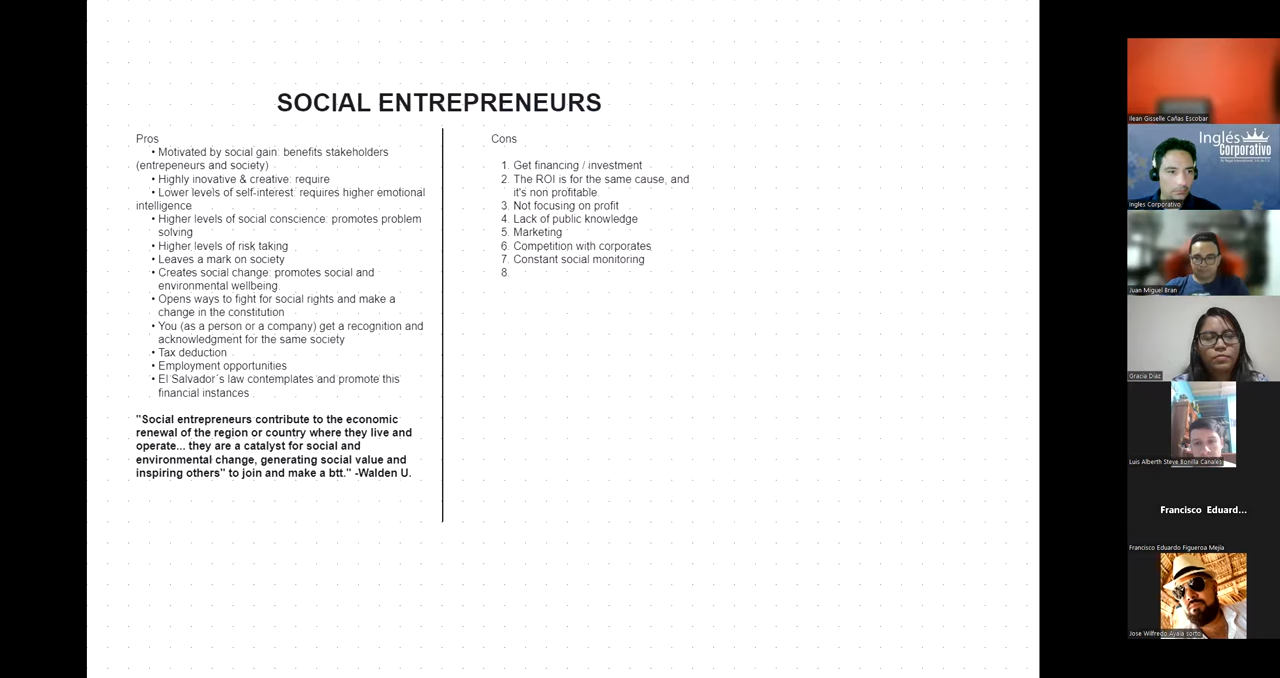 SOCIAL ENTREPRENEURS
Pros
• Motivated by social gain: benefits stakeholders
(entrepeneurs and society)
• Highly inovative & creative: require
• Lower levels of self-interest: requires higher emotional
intelligence
• Higher levels of social conscience: promotes problem
solving
• Higher levels of risk taking
• Leaves a mark on society
• Creates social change: promotes social and
environmental wellbeing.
• Opens ways to fight for social rights and make a
change in the constitution
• You (as a person or a company) get a recognition and
acknowledgment for the same society
• Tax deduction
• Employment opportunities
• El Salvador´s law contemplates and promote this
financial instances
"Social entrepreneurs contribute to the economic
renewal of the region or country where they live and
operate... they are a catalyst for social and
environmental change, generating social value and
inspiring others" to join and make a btt." -Walden U.
Cons
1. Get financing / investment
2. The ROI is for the same cause, and
it's non profitable.
3. Not focusing on profit
4. Lack of public knowledge
5. Marketing
6. Competition with corporates
7. Constant social monitoring
8.
Ilean Gisselle Cañas Escobar
Inglés
Corporativo
Ingles Corporativo
Juan Miguel Bran
Gracia Diaz
Luis Alberth Steve Bonilla Canales
Francisco Eduard...
Francisco Eduardo Figueroa Mejía
Jose Wilfredo Ayala sorto